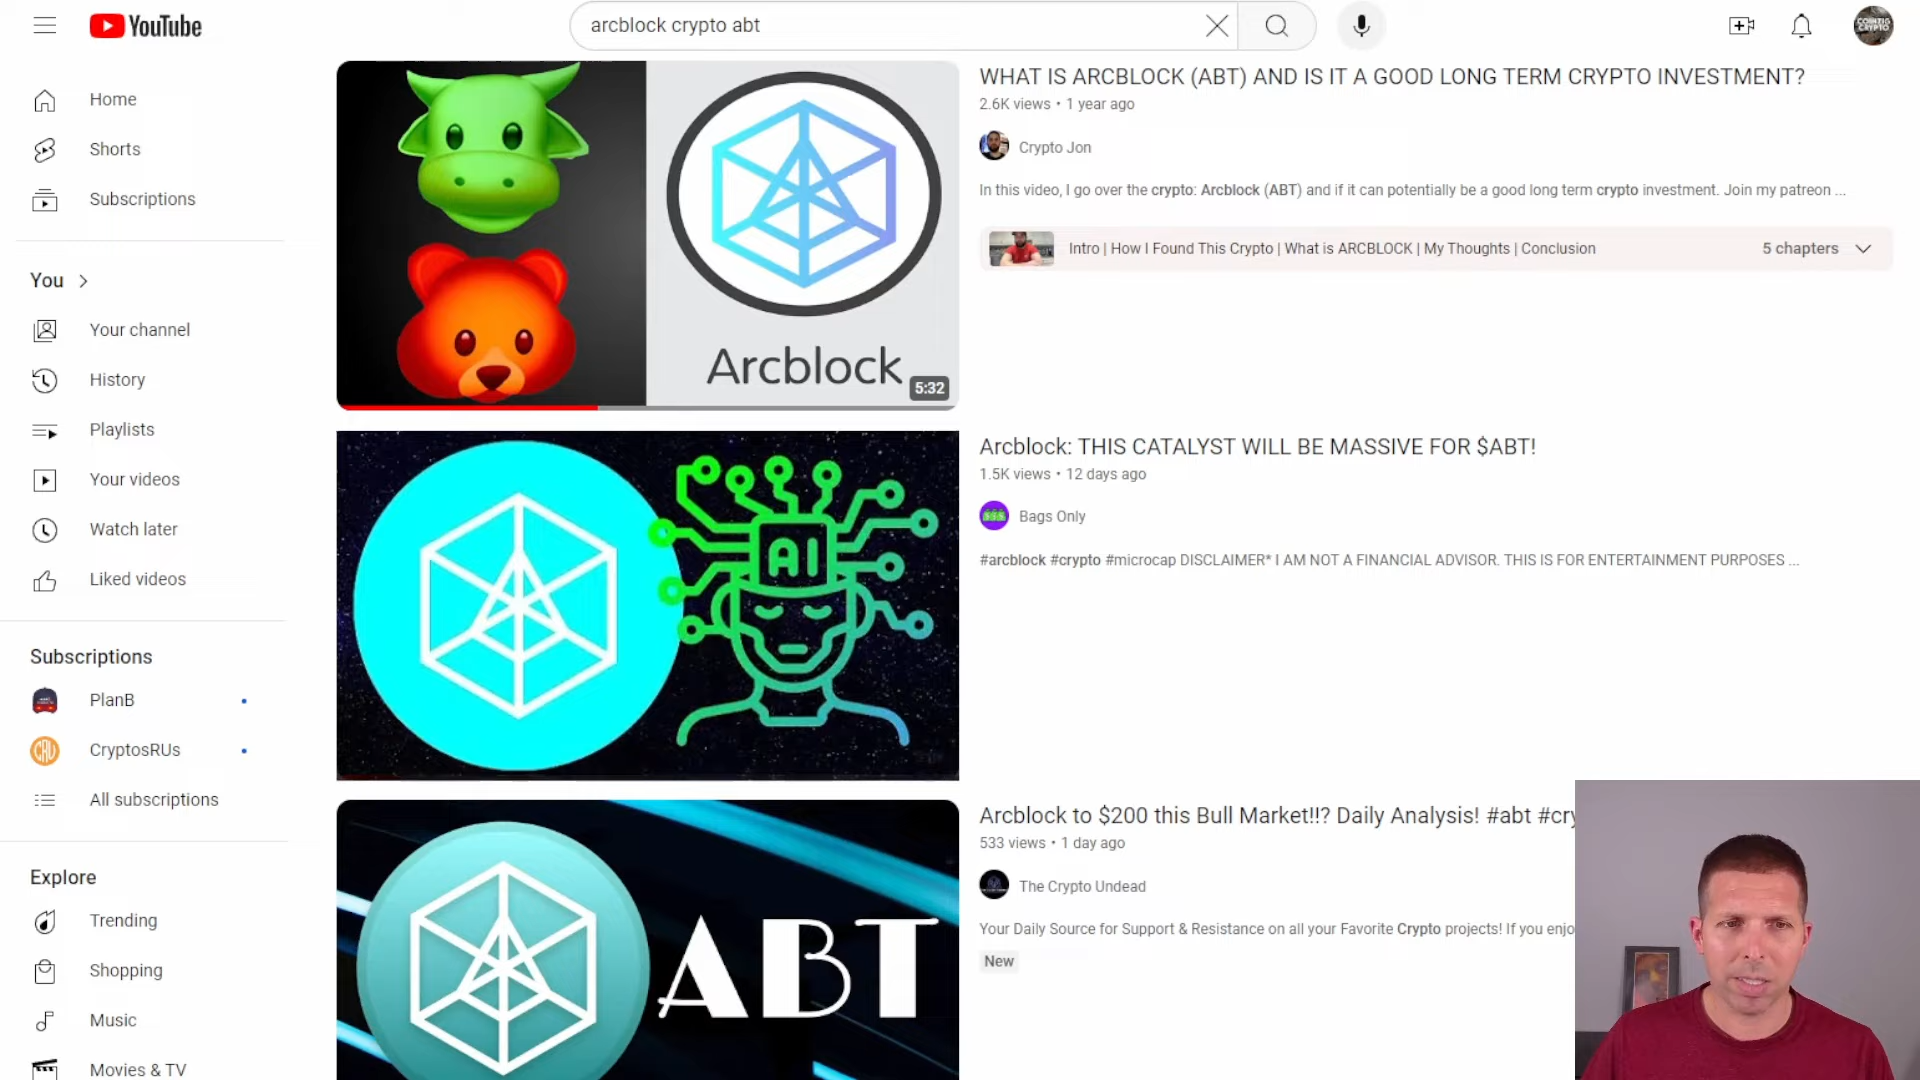 YouTube
arcblock crypto abt
COINZIG
CRYPTO
Home
Shorts
Subscriptions
You
Your channel
History
Playlists
Your videos
Watch later
Liked videos
Subscriptions
PlanB
CRU
CryptosRUs
All subscriptions
Explore
Trending
Shopping
Music
Movies & TV
Arcblock
5:32
WHAT IS ARCBLOCK (ABT) AND IS IT A GOOD LONG TERM CRYPTO INVESTMENT?
2.6K views • 1 year ago
Crypto Jon
In this video, I go over the crypto: Arcblock (ABT) and if it can potentially be a good long term crypto investment. Join my patreon ...
Intro | How I Found This Crypto | What is ARCBLOCK | My Thoughts | Conclusion
5 chapters
AI
Arcblock: THIS CATALYST WILL BE MASSIVE FOR $ABT!
1.5K views • 12 days ago
$$$
Bags Only
#arcblock #crypto #microcap DISCLAIMER* I AM NOT A FINANCIAL ADVISOR. THIS IS FOR ENTERTAINMENT PURPOSES ...
ABT
Arcblock to $200 this Bull Market!!? Daily Analysis! #abt #cry
533 views • 1 day ago
The Crypto Undead
Your Daily Source for Support & Resistance on all your Favorite Crypto projects! If you enjo
New